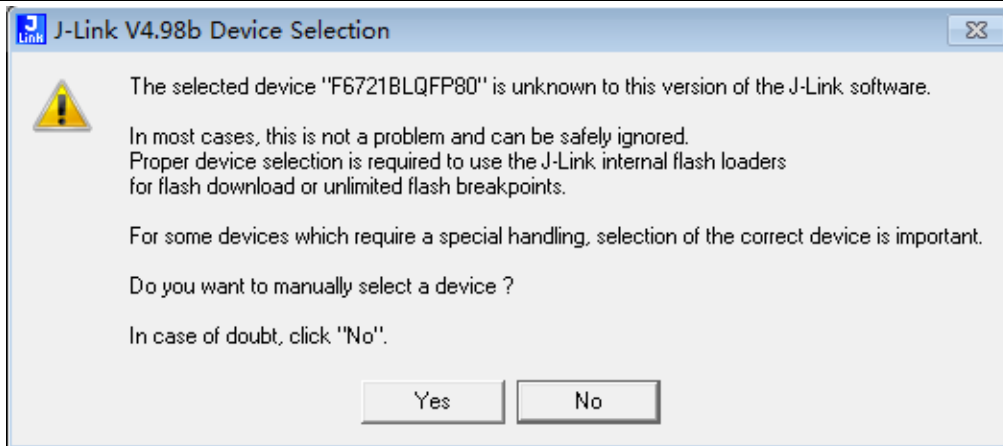 J-Link V4.98b Device Selection
The selected device "F6721BLQFP80" is unknown to this version of the J-Link software.
In most cases, this is not a problem and can be safely ignored.
Proper device selection is required to use the J-Link internal flash loaders
for flash download or unlimited flash breakpoints.
For some devices which require a special handling, selection of the correct device is important.
Do you want to manually select a device ?
In case of doubt, click "No".
Yes No